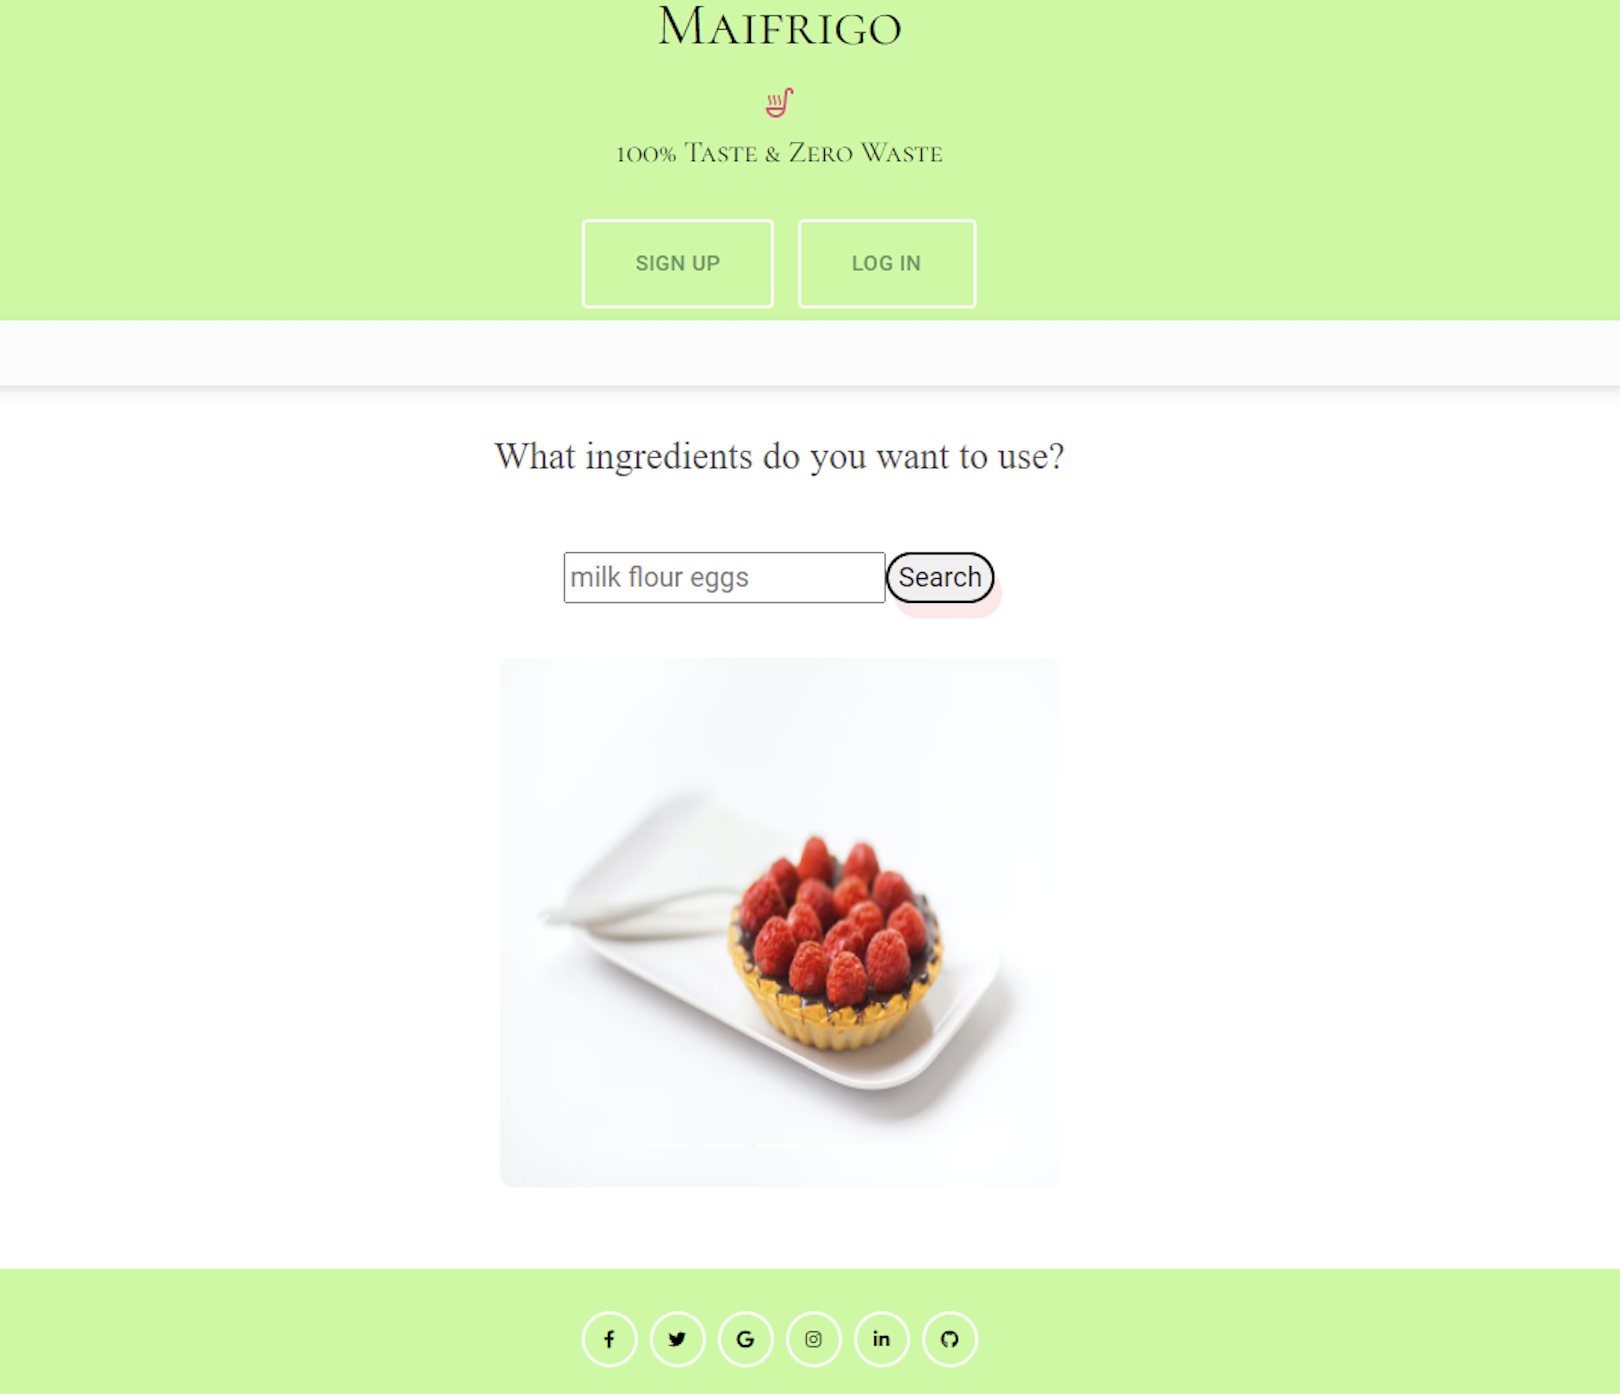 Maifrigo
100% Taste & Zero Waste
SIGN UP LOG IN
What ingredients do you want to use?
milk flour eggs Search